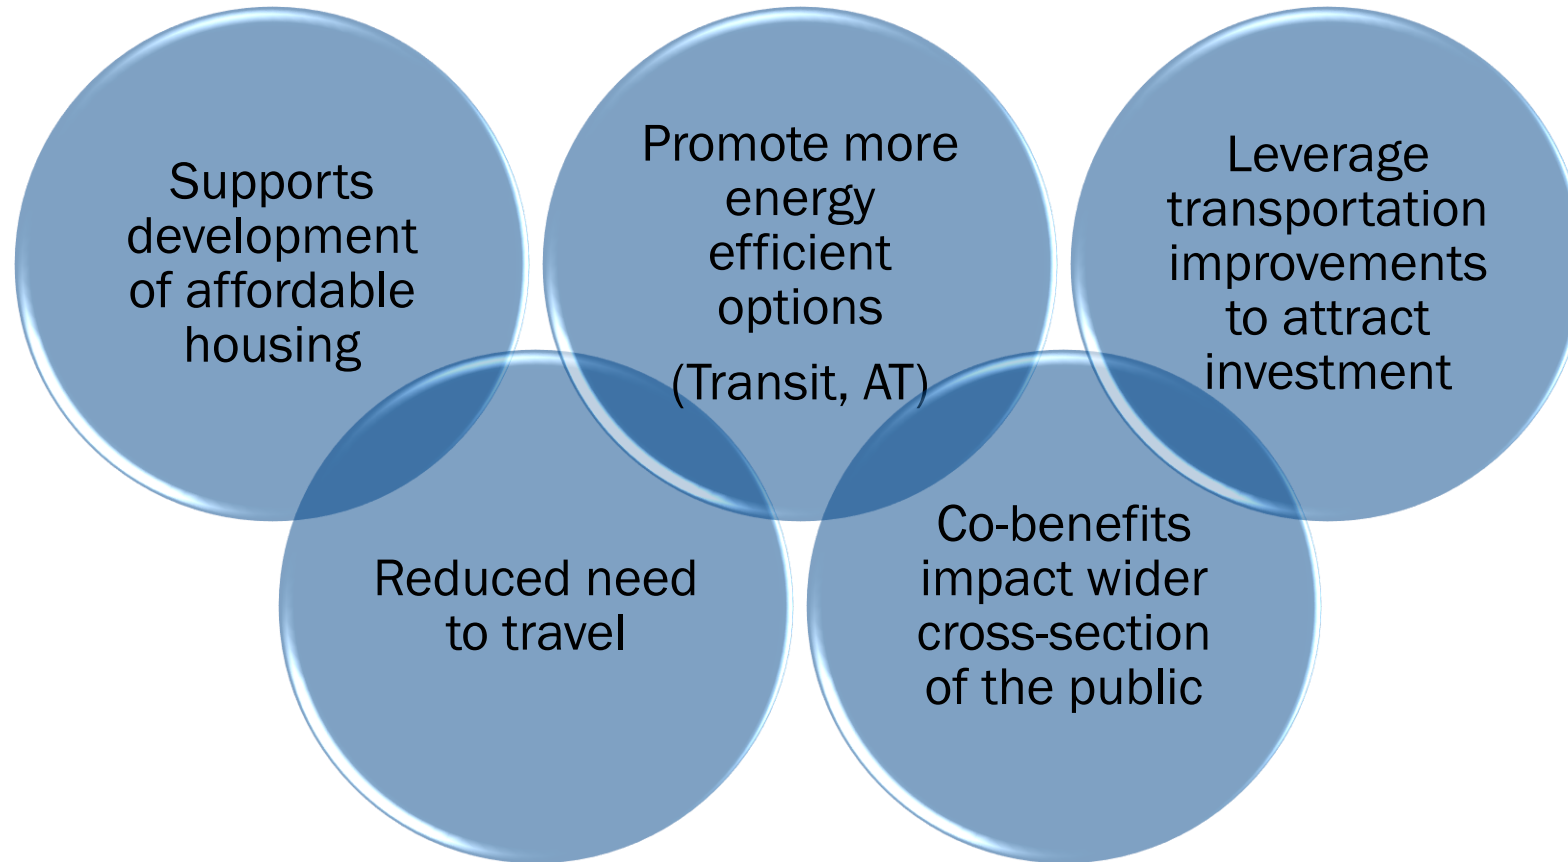 Supports
development
of affordable
housing
Promote more
energy
efficient
options
(Transit, AT)
Leverage
transportation
improvements
to attract
investment
Reduced need
to travel
Co-benefits
impact wider
cross-section
of the public